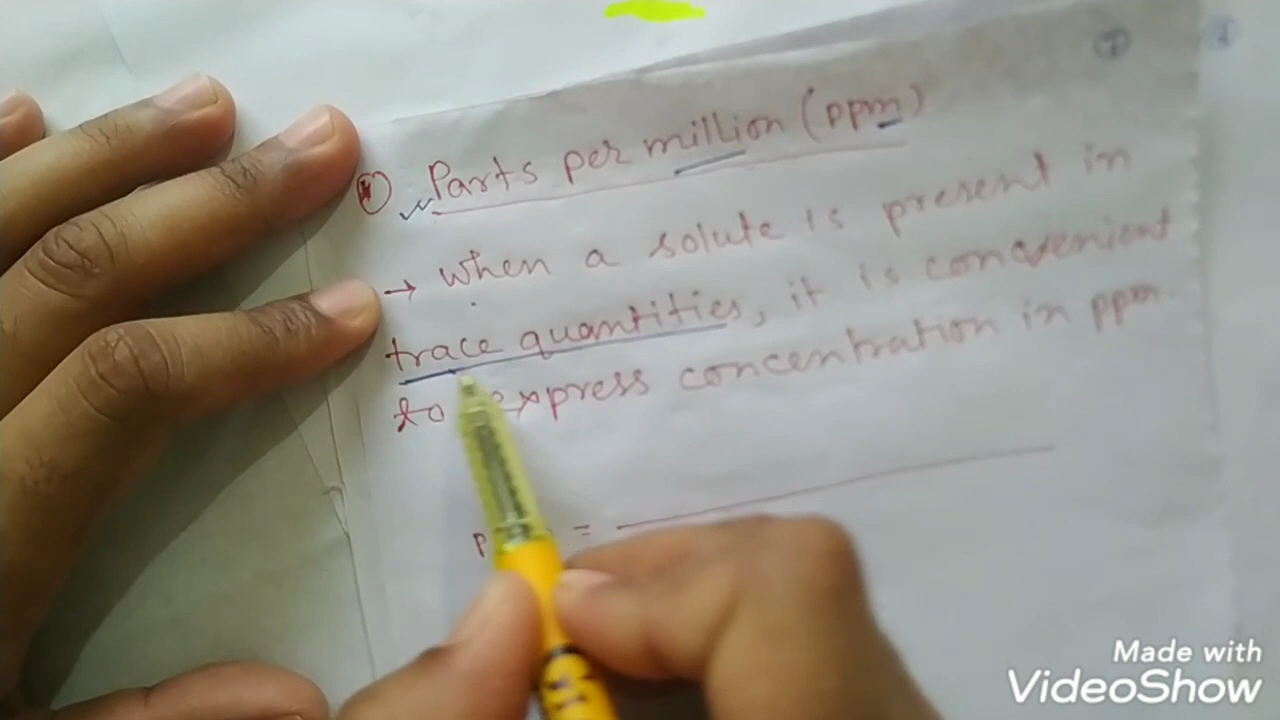 Parts per million (ppm)
→ When a solute is present in
trace quantities, it is convenient
to express concentration in ppm.
=
Made with
VideoShow